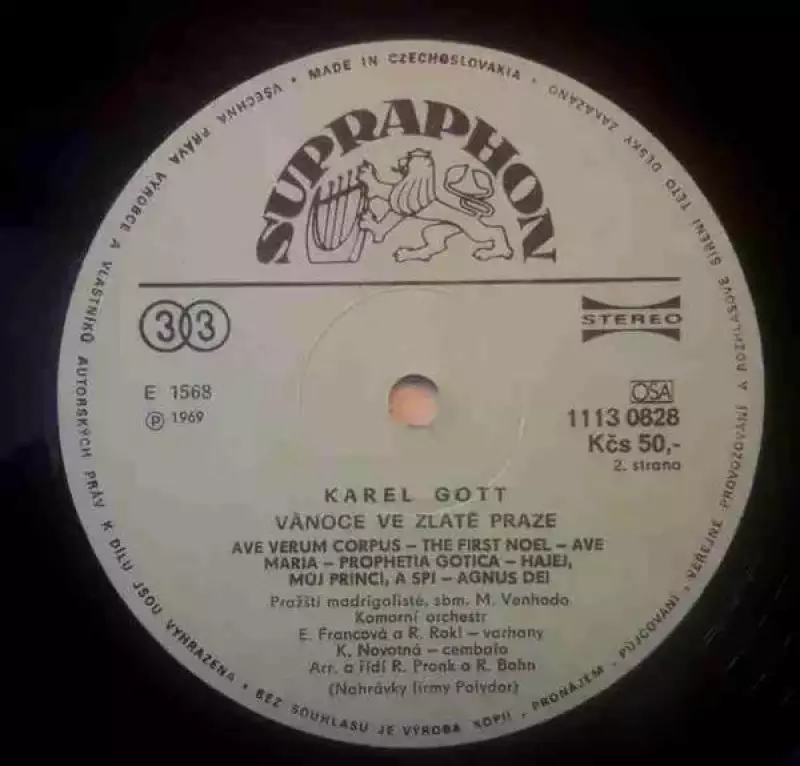 VŠECHNA PRÁVA VÝROBCE A VLASTNÍKŮ AUTORSKÝCH PRÁV K DÍLU JSOU VYHRAZENA • BEZ SOUHLASU JE VÝROBA KOPIÍ • PRONÁJEM • PŮJČOVÁNÍ • VEŘEJNÉ PROVOZOVÁNÍ A ROZHLASOVÉ ŠÍŘENÍ TÉTO DESKY ZAKÁZÁNO
• MADE IN CZECHOSLOVAKIA •
SUPRAPHON
33
STEREO
E 1568
Ⓟ 1969
OSA
1113 0828
Kčs 50,-
2. strana
KAREL GOTT
VÁNOCE VE ZLATÉ PRAZE
AVE VERUM CORPUS – THE FIRST NOEL – AVE
MARIA – PROPHETIA GOTICA – HAJEJ,
MŮJ PRINCI, A SPI – AGNUS DEI
Pražští madrigalisté, sbm. M. Venhoda
Komorní orchestr
E. Francová a R. Rokl – varhany
K. Novotná – cembalo
Arr. a řídí R. Pronk a R. Bohn
(Nahrávky firmy Polydor)